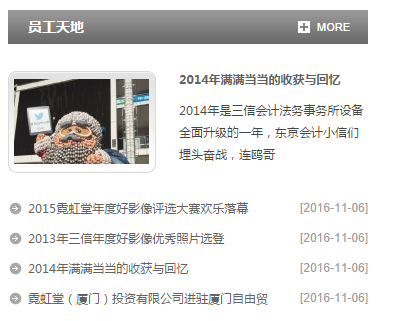 员工天地
MORE
2014年满满当当的收获与回忆
2014年是三信会计法务事务所设备
全面升级的一年，东京会计小信们
埋头奋战，连鸥哥
2015霓虹堂年度好影像评选大赛欢乐落幕 [2016-11-06]
2013年三信年度好影像优秀照片选登 [2016-11-06]
2014年满满当当的收获与回忆 [2016-11-06]
霓虹堂（厦门）投资有限公司进驻厦门自由贸 [2016-11-06]